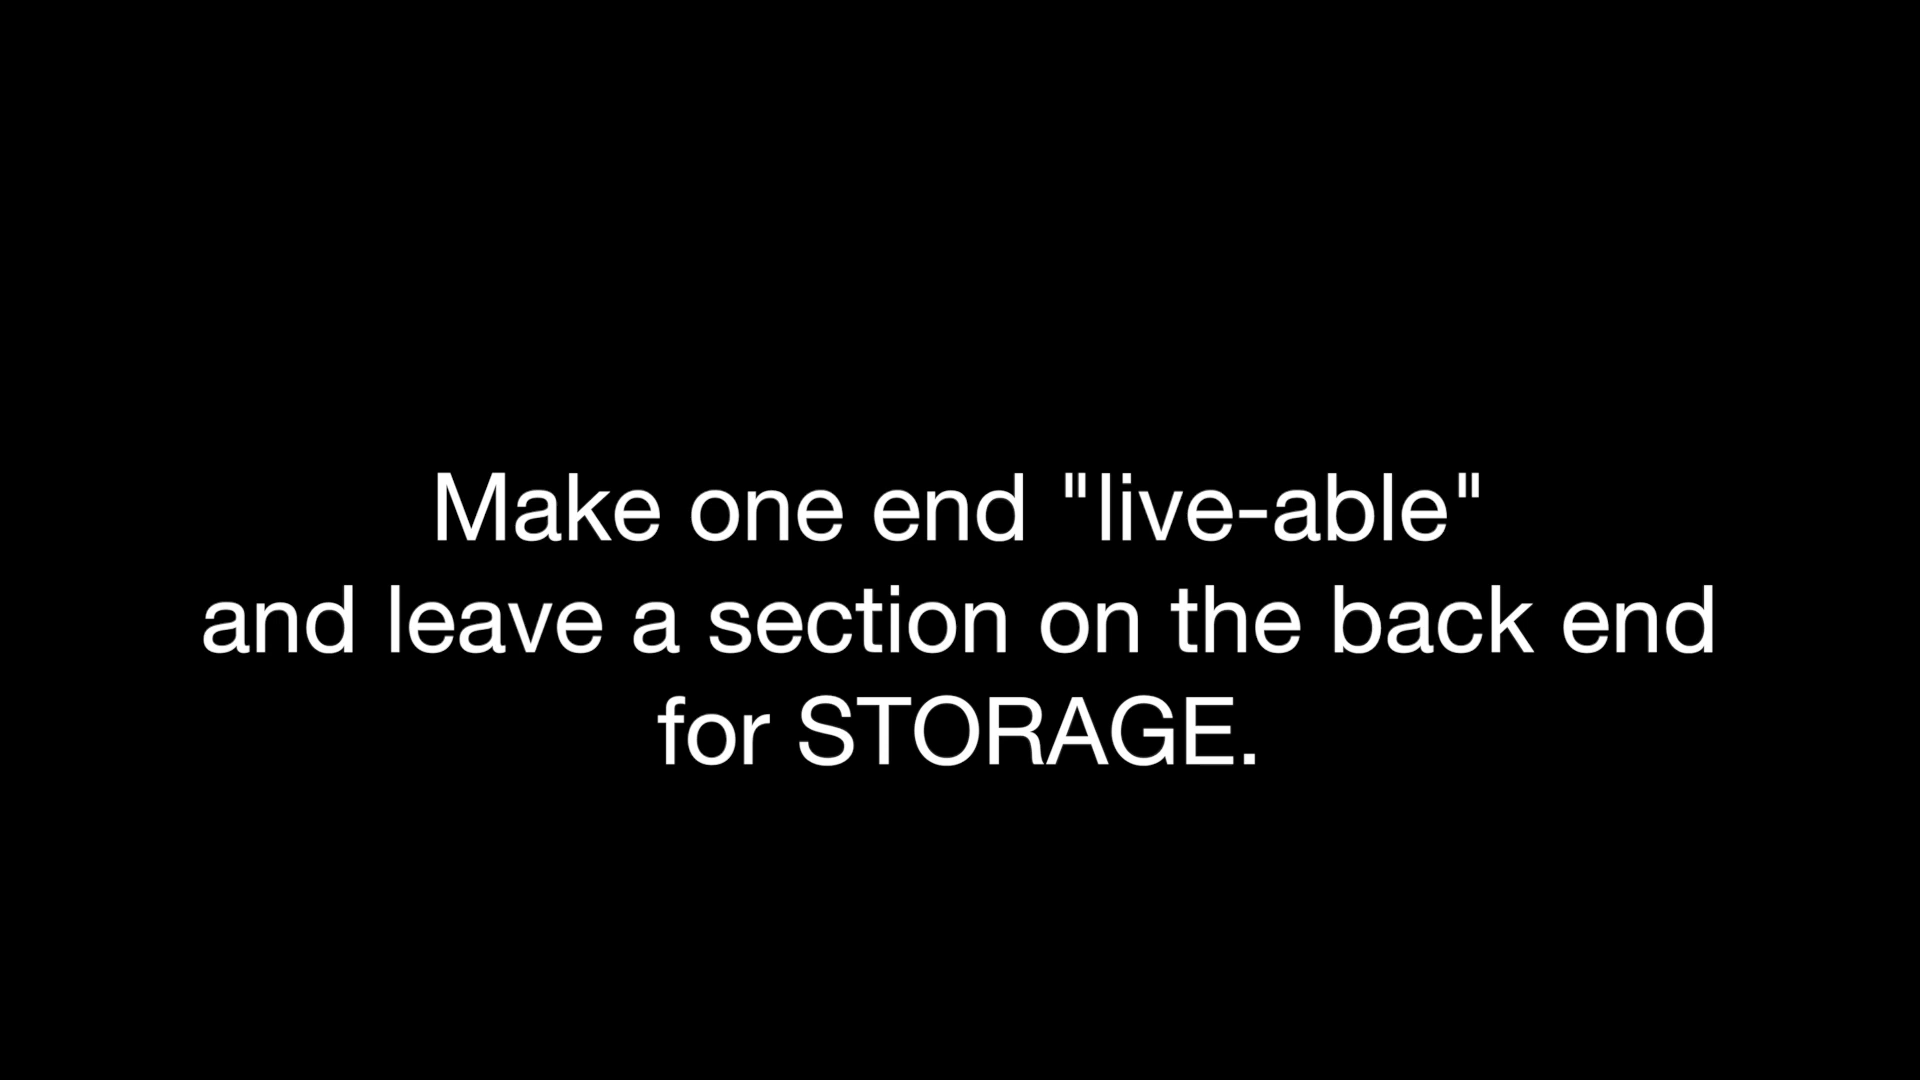 Make one end "live-able"
and leave a section on the back end
for STORAGE.